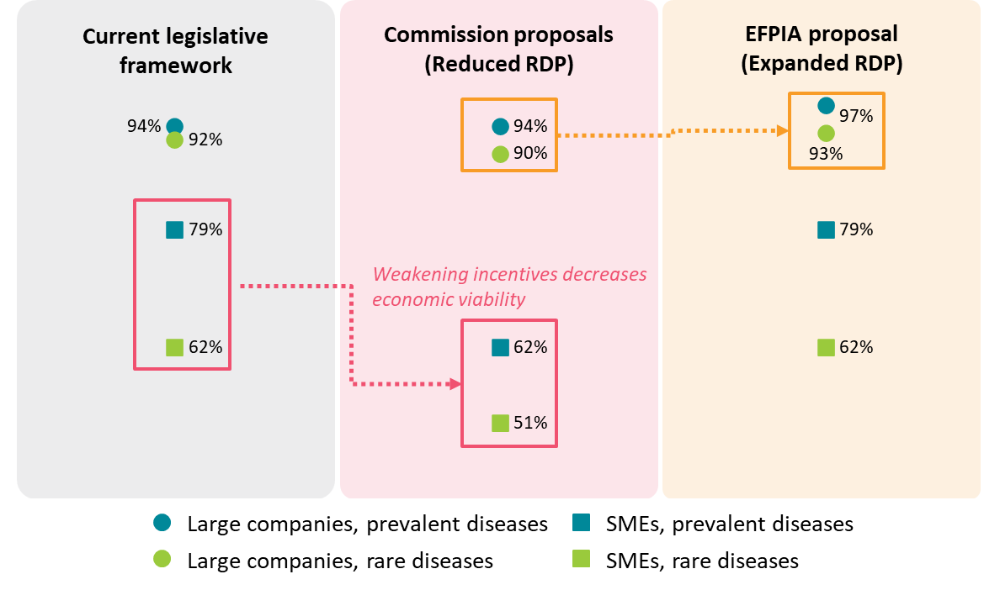 Current legislative
framework
94%
92%
79%
62%
Commission proposals
(Reduced RDP)
94%
90%
Weakening incentives decreases
economic viability
62%
51%
EFPIA proposal
(Expanded RDP)
97%
93%
79%
62%
Large companies, prevalent diseases
SMEs, prevalent diseases
Large companies, rare diseases
SMEs, rare diseases